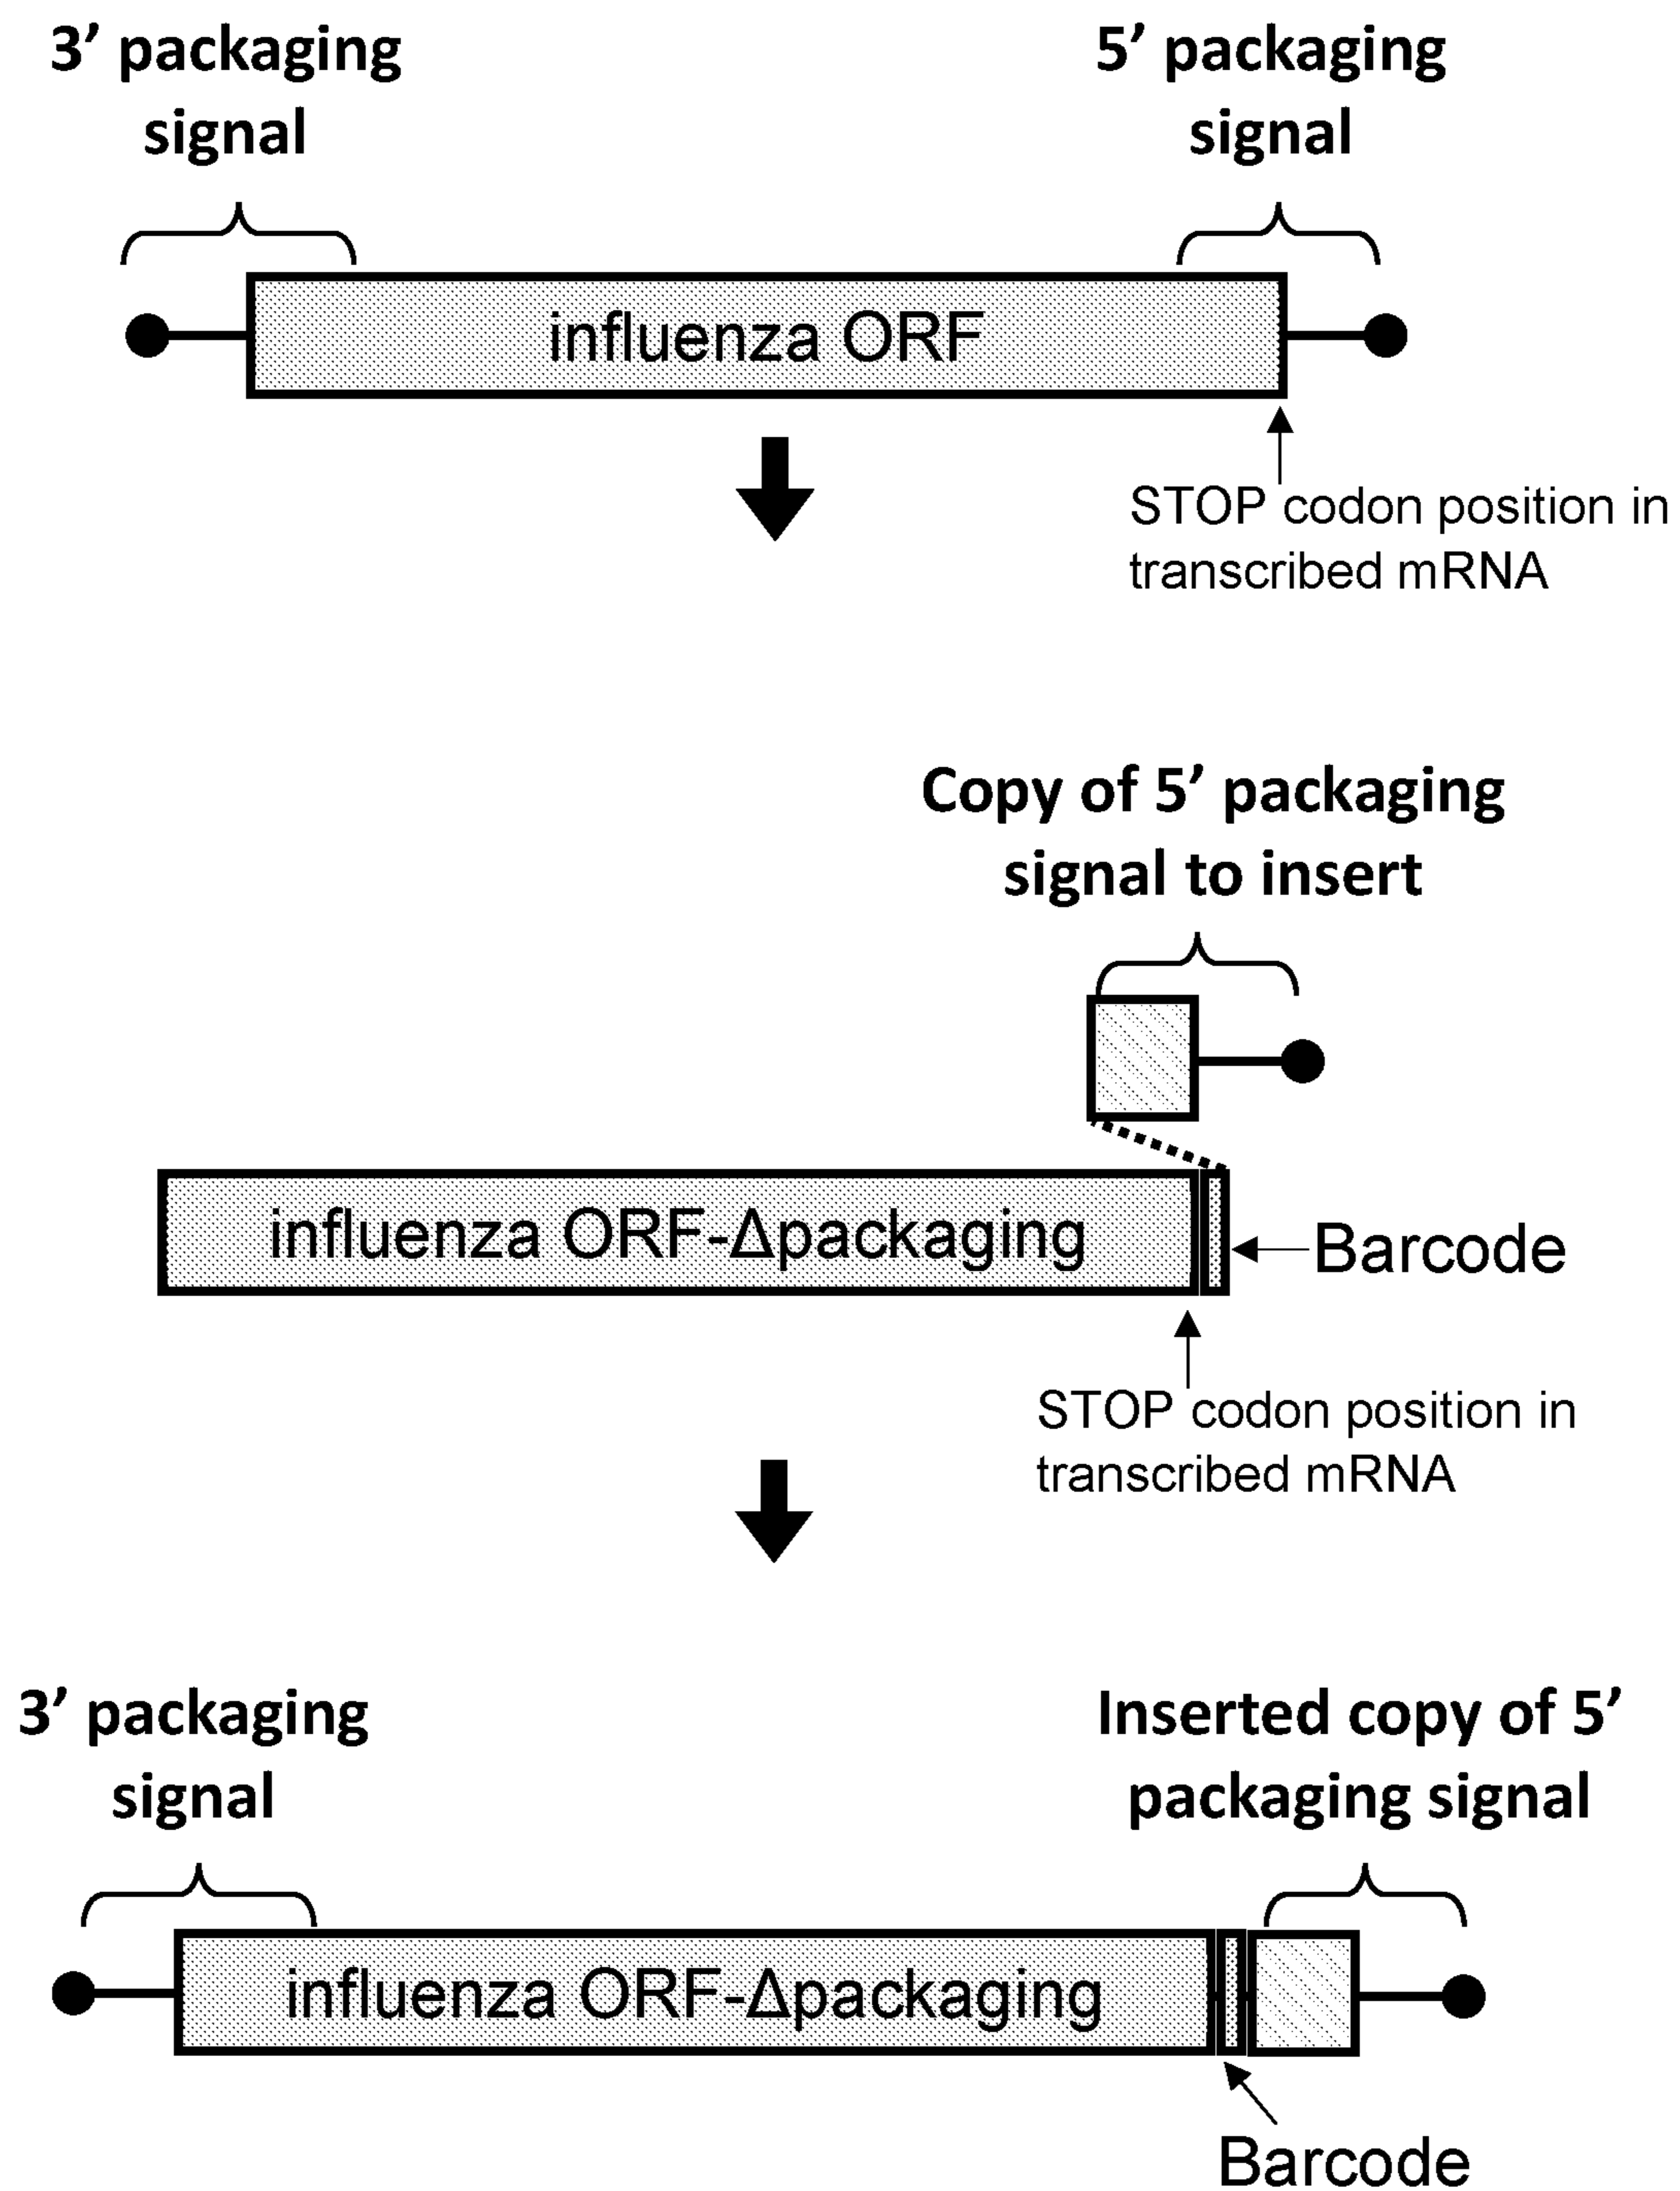 3’ packaging
signal
5’ packaging
signal
influenza ORF
STOP codon position in
transcribed mRNA
Copy of 5’ packaging
signal to insert
influenza ORF-Δpackaging
Barcode
STOP codon position in
transcribed mRNA
3’ packaging
signal
Inserted copy of 5’
packaging signal
influenza ORF-Δpackaging
Barcode